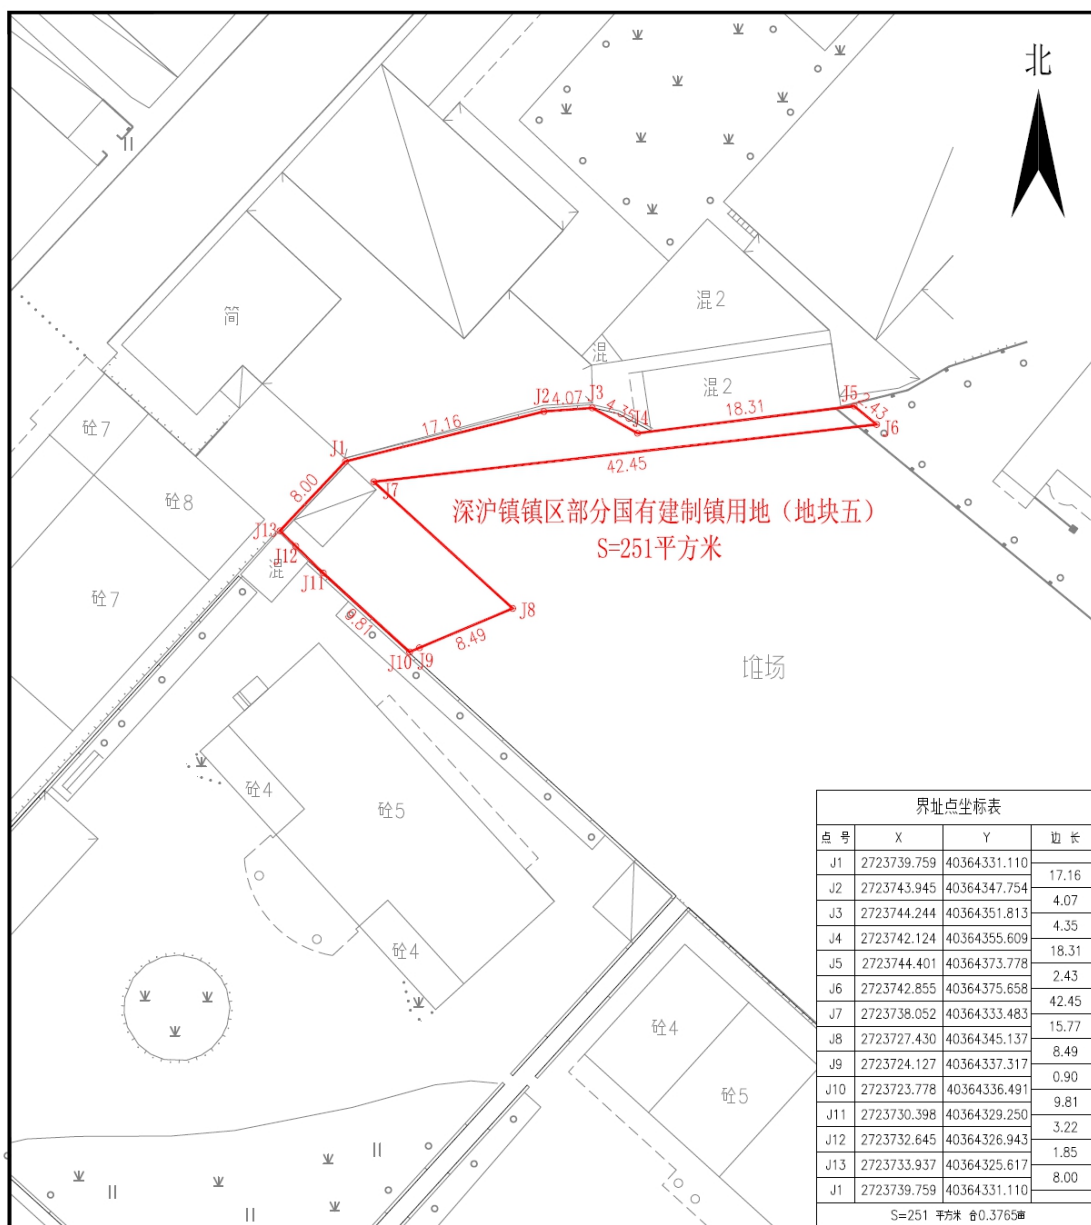 北
混2
简
混
混2
J3
J2
4.07
4.35
J4
J5
2.43
J6
18.31
17.16
砼7
J1
42.45
8.00
J7
砼8
深沪镇镇区部分国有建制镇用地（地块五）
J13
S=251平方米
J12
混
J11
砼7
J8
9.81
8.49
J10
J9
堆场
砼4
砼5
砼4
砼4
砼5
界址点坐标表
点 号 X Y 边 长
J1 2723739.759 40364331.110
17.16
J2 2723743.945 40364347.754
4.07
J3 2723744.244 40364351.813
4.35
J4 2723742.124 40364355.609
18.31
J5 2723744.401 40364373.778
2.43
J6 2723742.855 40364375.658
42.45
J7 2723738.052 40364333.483
15.77
J8 2723727.430 40364345.137
8.49
J9 2723724.127 40364337.317
0.90
J10 2723723.778 40364336.491
9.81
J11 2723730.398 40364329.250
3.22
J12 2723732.645 40364326.943
1.85
J13 2723733.937 40364325.617
8.00
J1 2723739.759 40364331.110
S=251 平方米 合0.3765亩